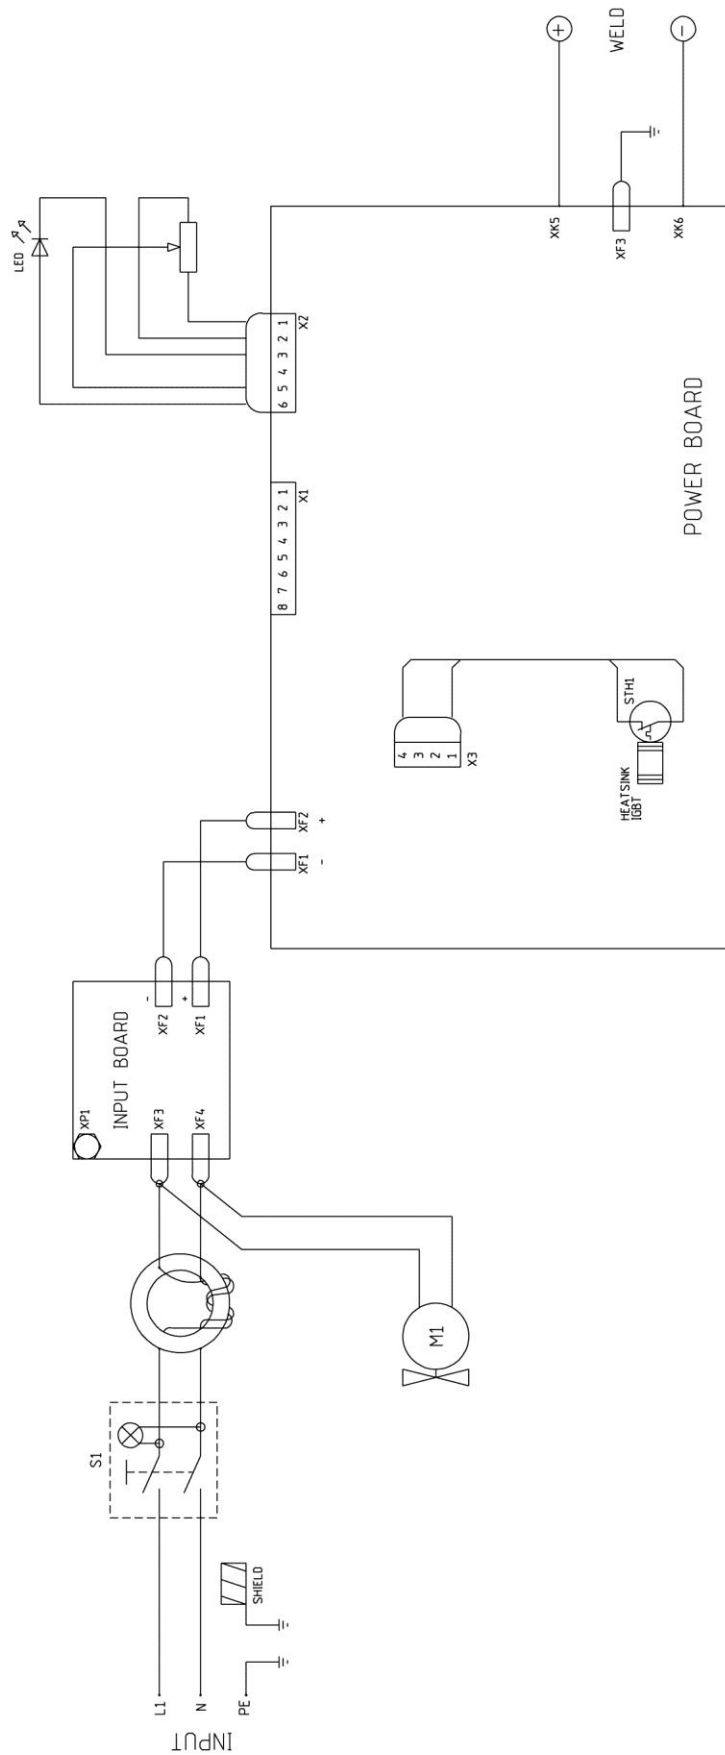 INPUT
L1
N
PE
SHIELD
S1
M1
XP1
INPUT BOARD
XF3
XF4
XF2
-
XF1
+
XF1
-
XF2
+
8 7 6 5 4 3 2 1
X1
6 5 4 3 2 1
X2
LED
4
3
2
1
X3
HEATSINK
IGBT
STH1
POWER BOARD
XK5
XF3
XK6
+
WELD
-